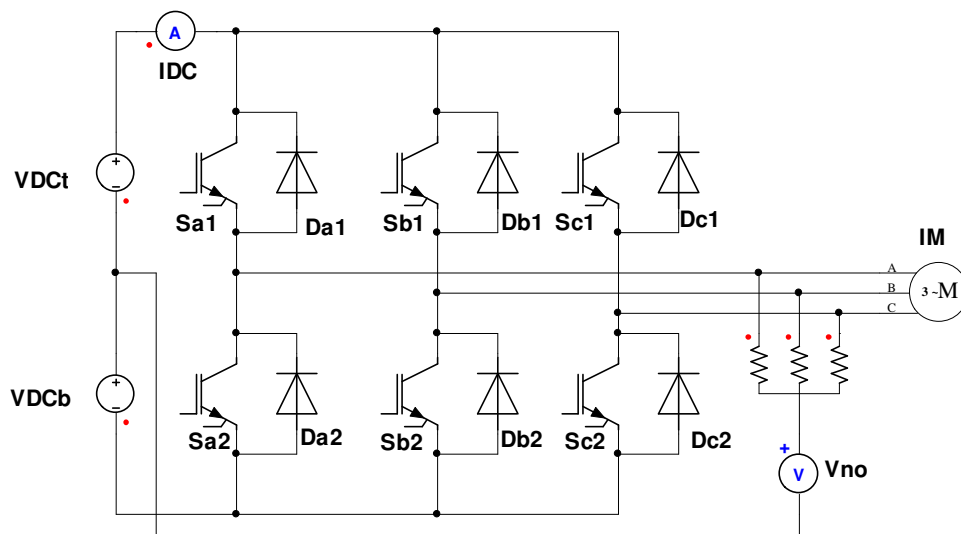 A
IDC
+
−
VDCt
Sa1
Da1
Sb1
Db1
Sc1
Dc1
IM
A
B
C
3 ~M
+
−
VDCb
Sa2
Da2
Sb2
Db2
Sc2
Dc2
+
V
Vno